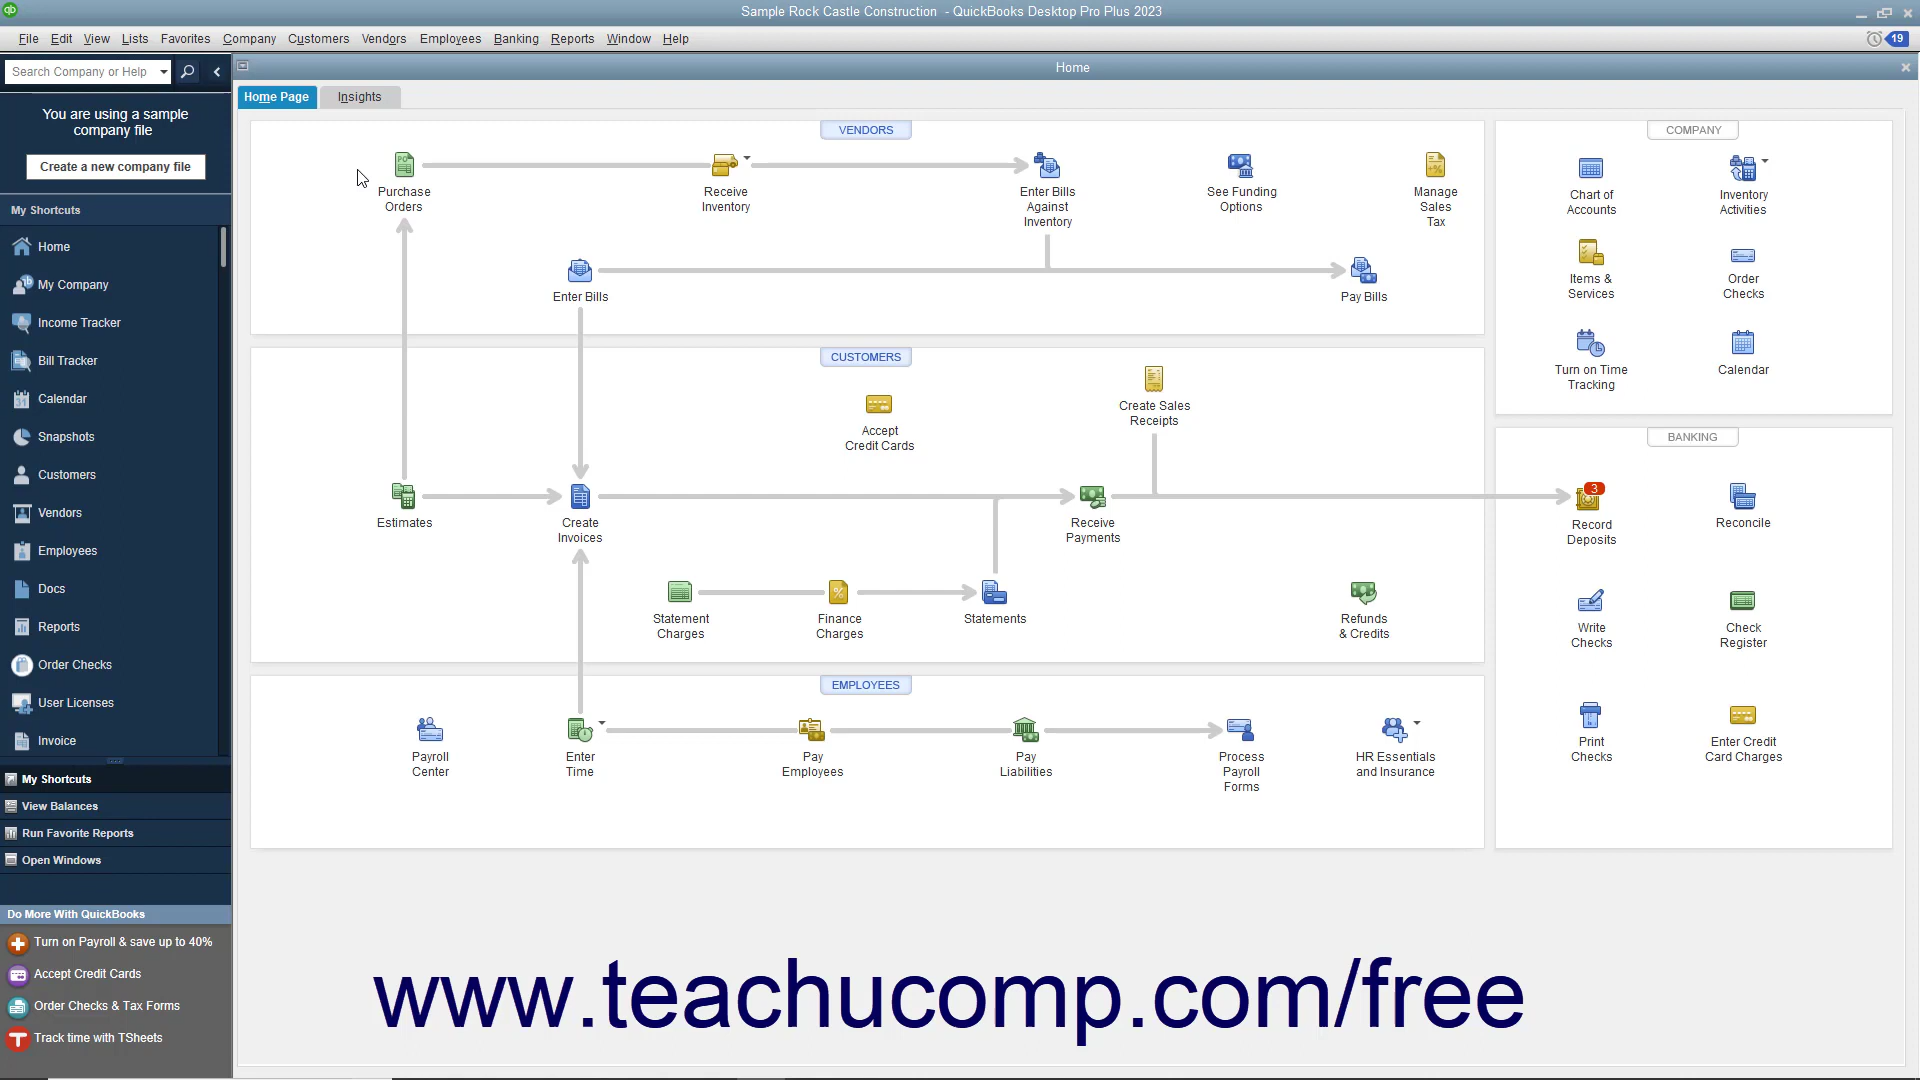 qb
Sample Rock Castle Construction - QuickBooks Desktop Pro Plus 2023
File Edit View Lists Favorites Company Customers Vendors Employees Banking Reports Window Help
19
Search Company or Help
Home
You are using a sample
company file
Create a new company file
My Shortcuts
Home
My Company
Income Tracker
Bill Tracker
Calendar
Snapshots
Customers
Vendors
Employees
Docs
Reports
Order Checks
User Licenses
Invoice
My Shortcuts
View Balances
Run Favorite Reports
Open Windows
Do More With QuickBooks
Turn on Payroll & save up to 40%
Accept Credit Cards
Order Checks & Tax Forms
Track time with TSheets
Home Page
Insights
VENDORS
Purchase
Orders
Receive
Inventory
Enter Bills
Against
Inventory
See Funding
Options
Manage
Sales
Tax
Enter Bills
Pay Bills
CUSTOMERS
Accept
Credit Cards
Create Sales
Receipts
Estimates
Create
Invoices
Receive
Payments
Statement
Charges
Finance
Charges
Statements
Refunds
& Credits
EMPLOYEES
Payroll
Center
Enter
Time
Pay
Employees
Pay
Liabilities
Process
Payroll
Forms
HR Essentials
and Insurance
COMPANY
Chart of
Accounts
Inventory
Activities
Items &
Services
Order
Checks
Turn on Time
Tracking
Calendar
BANKING
3
Record
Deposits
Reconcile
Write
Checks
Check
Register
Print
Checks
Enter Credit
Card Charges
www.teachucomp.com/free